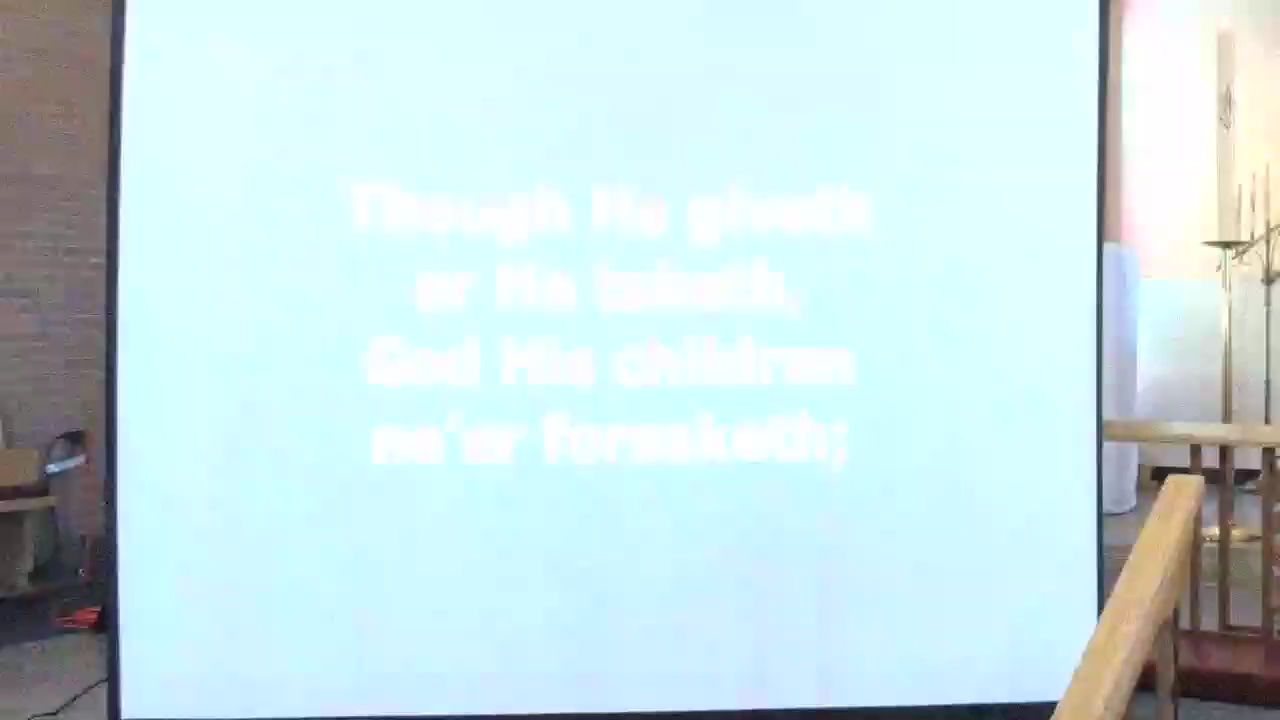 Though He giveth
or He taketh,
God His children
ne'er forsaketh;